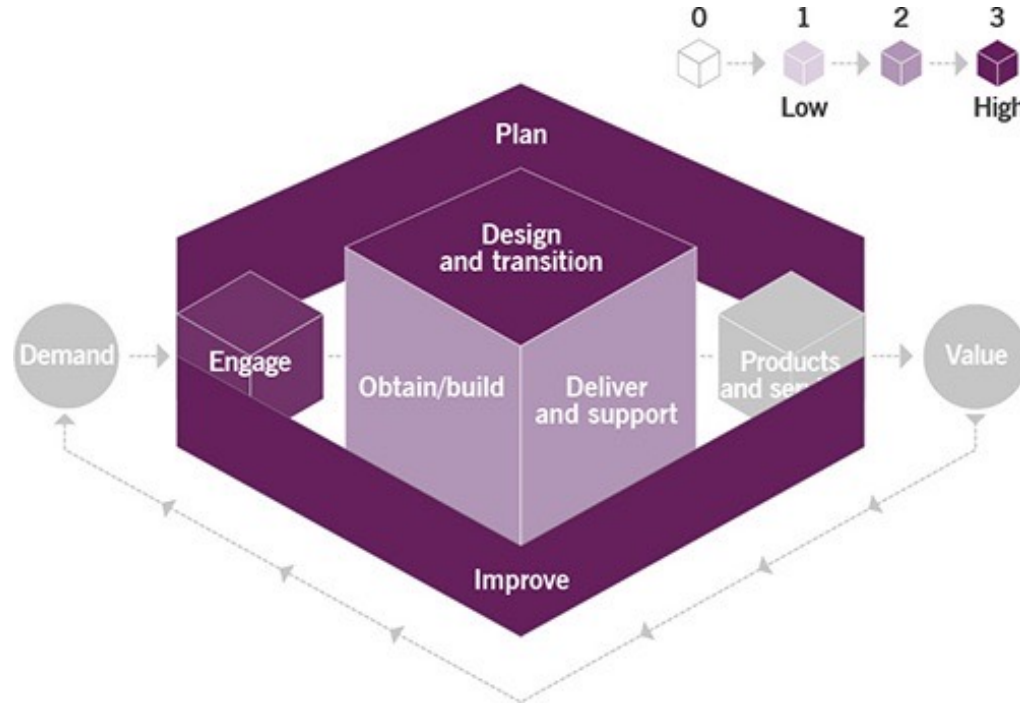 0 1 2 3
Low High
Plan
Design
and transition
Demand
Engage
Obtain/build
Deliver
and support
Products
and
Value
Improve